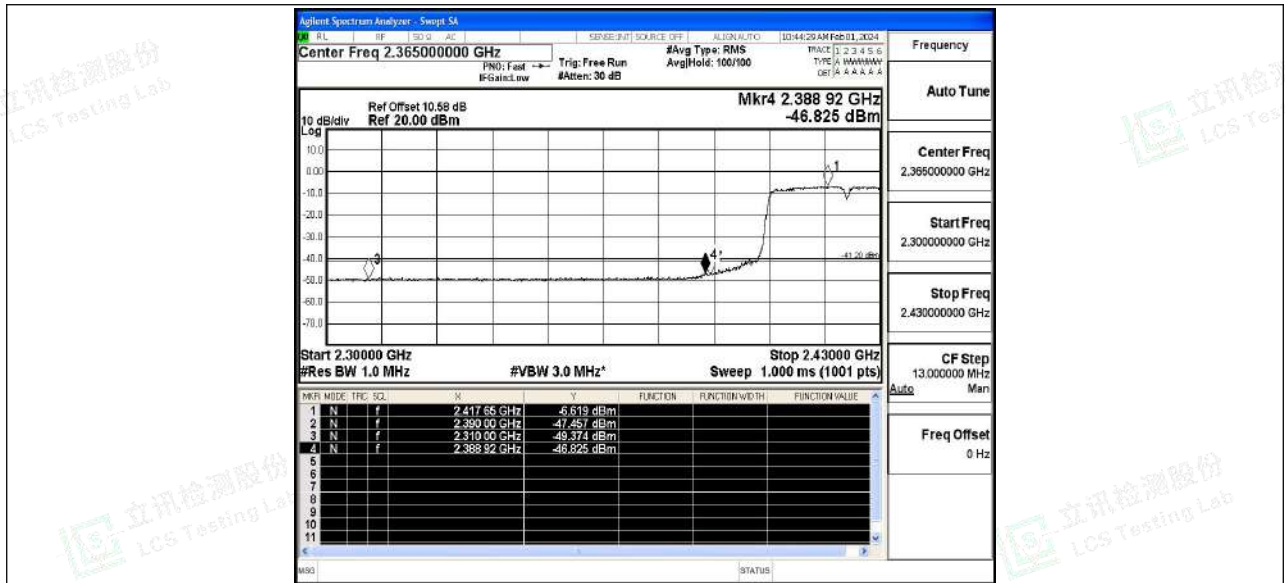 Agilent Spectrum Analyzer - Swept SA
RL RF 50 Ω AC SENSE:INT SOURCE OFF ALIGN AUTO 10:44:29 AM Feb 01, 2024
Center Freq 2.365000000 GHz
PNO: Fast
IFGain:Low
Trig: Free Run
#Atten: 30 dB
#Avg Type: RMS
Avg|Hold: 100/100
TRACE 1 2 3 4 5 6
TYPE A WWWWW
DET A A A A A A
Ref Offset 10.58 dB
10 dB/div Ref 20.00 dBm
Log
Mkr4 2.388 92 GHz
-46.825 dBm
10.0
0.00
-10.0
-20.0
-30.0
-40.0
-50.0
-60.0
-70.0
1
3
4
-41.20 dBm
Start 2.30000 GHz Stop 2.43000 GHz
#Res BW 1.0 MHz #VBW 3.0 MHz* Sweep 1.000 ms (1001 pts)
MKR MODE TRC SCL X Y FUNCTION FUNCTION WIDTH FUNCTION VALUE
1 N f 2.417 65 GHz -6.619 dBm
2 N f 2.390 00 GHz -47.457 dBm
3 N f 2.310 00 GHz -49.374 dBm
4 N f 2.388 92 GHz -46.825 dBm
5
6
7
8
9
10
11
MSG STATUS
Frequency
Auto Tune
Center Freq
2.365000000 GHz
Start Freq
2.300000000 GHz
Stop Freq
2.430000000 GHz
CF Step
13.000000 MHz
Auto Man
Freq Offset
0 Hz
立讯检测股份
LCS Testing Lab
立讯检
LCS Tes
立讯检测股份
LCS Testing Lab
立讯检测股份
LCS Testing Lab